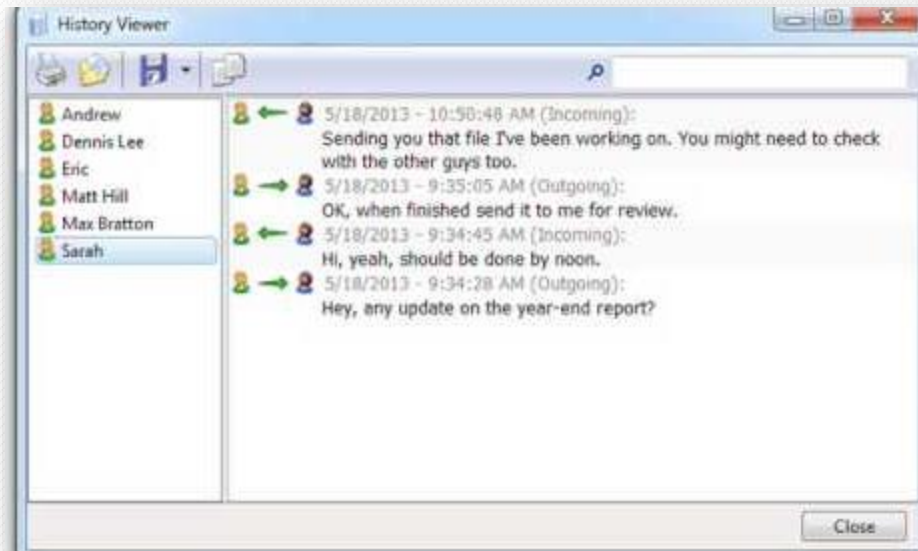 History Viewer
Andrew
Dennis Lee
Eric
Matt Hill
Max Bratton
Sarah
5/18/2013 - 10:50:48 AM (Incoming):
Sending you that file I've been working on. You might need to check
with the other guys too.
5/18/2013 - 9:35:05 AM (Outgoing):
OK, when finished send it to me for review.
5/18/2013 - 9:34:45 AM (Incoming):
Hi, yeah, should be done by noon.
5/18/2013 - 9:34:28 AM (Outgoing):
Hey, any update on the year-end report?
Close